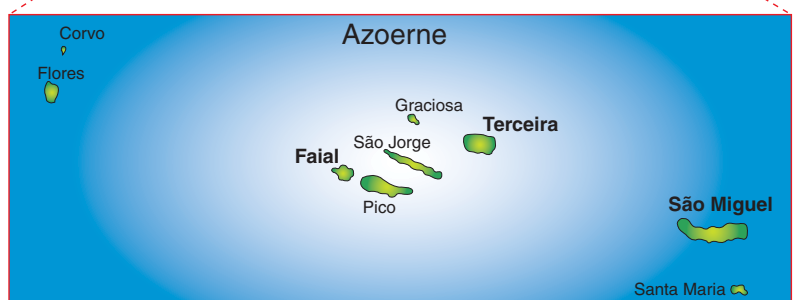 Azoerne
Corvo
Flores
Graciosa
Terceira
São Jorge
Faial
Pico
São Miguel
Santa Maria